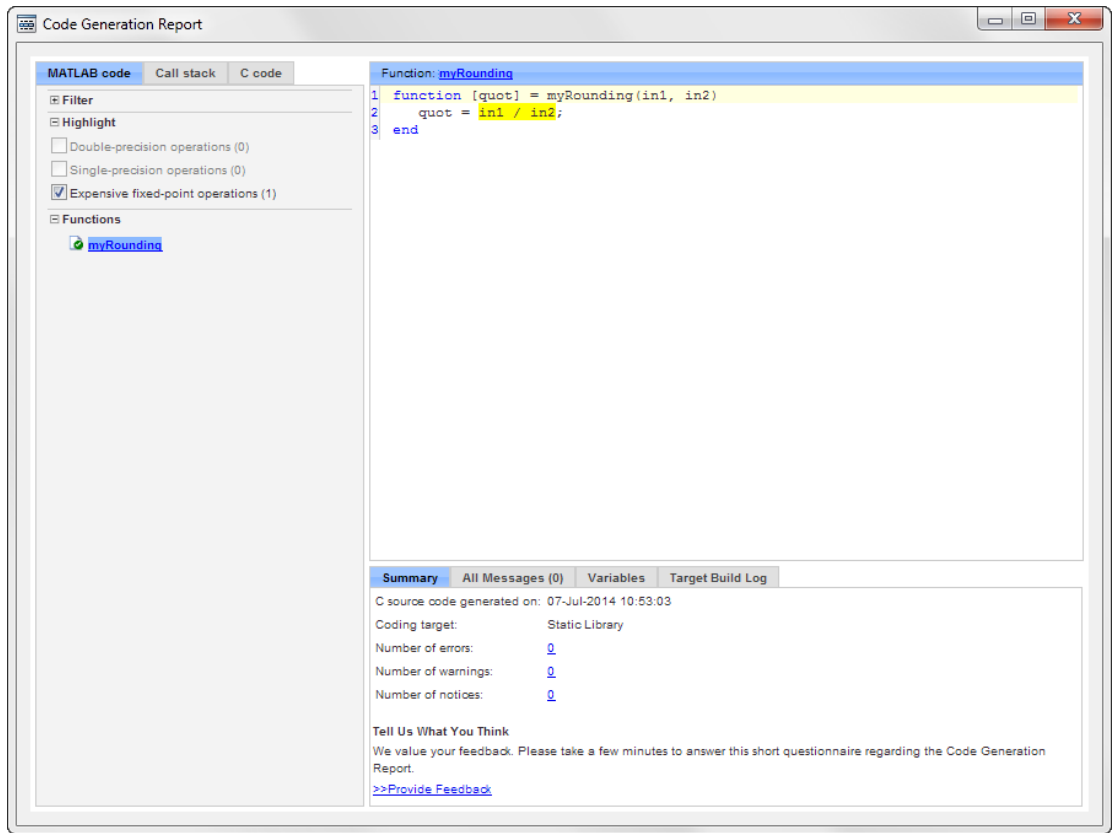 Code Generation Report
MATLAB code Call stack C code
Filter
Highlight
Double-precision operations (0)
Single-precision operations (0)
Expensive fixed-point operations (1)
Functions
myRounding
Function: myRounding
1 function [quot] = myRounding(in1, in2)
2 quot = in1 / in2;
3 end
Summary All Messages (0) Variables Target Build Log
C source code generated on: 07-Jul-2014 10:53:03
Coding target: Static Library
Number of errors: 0
Number of warnings: 0
Number of notices: 0
Tell Us What You Think
We value your feedback. Please take a few minutes to answer this short questionnaire regarding the Code Generation
Report.
>>Provide Feedback